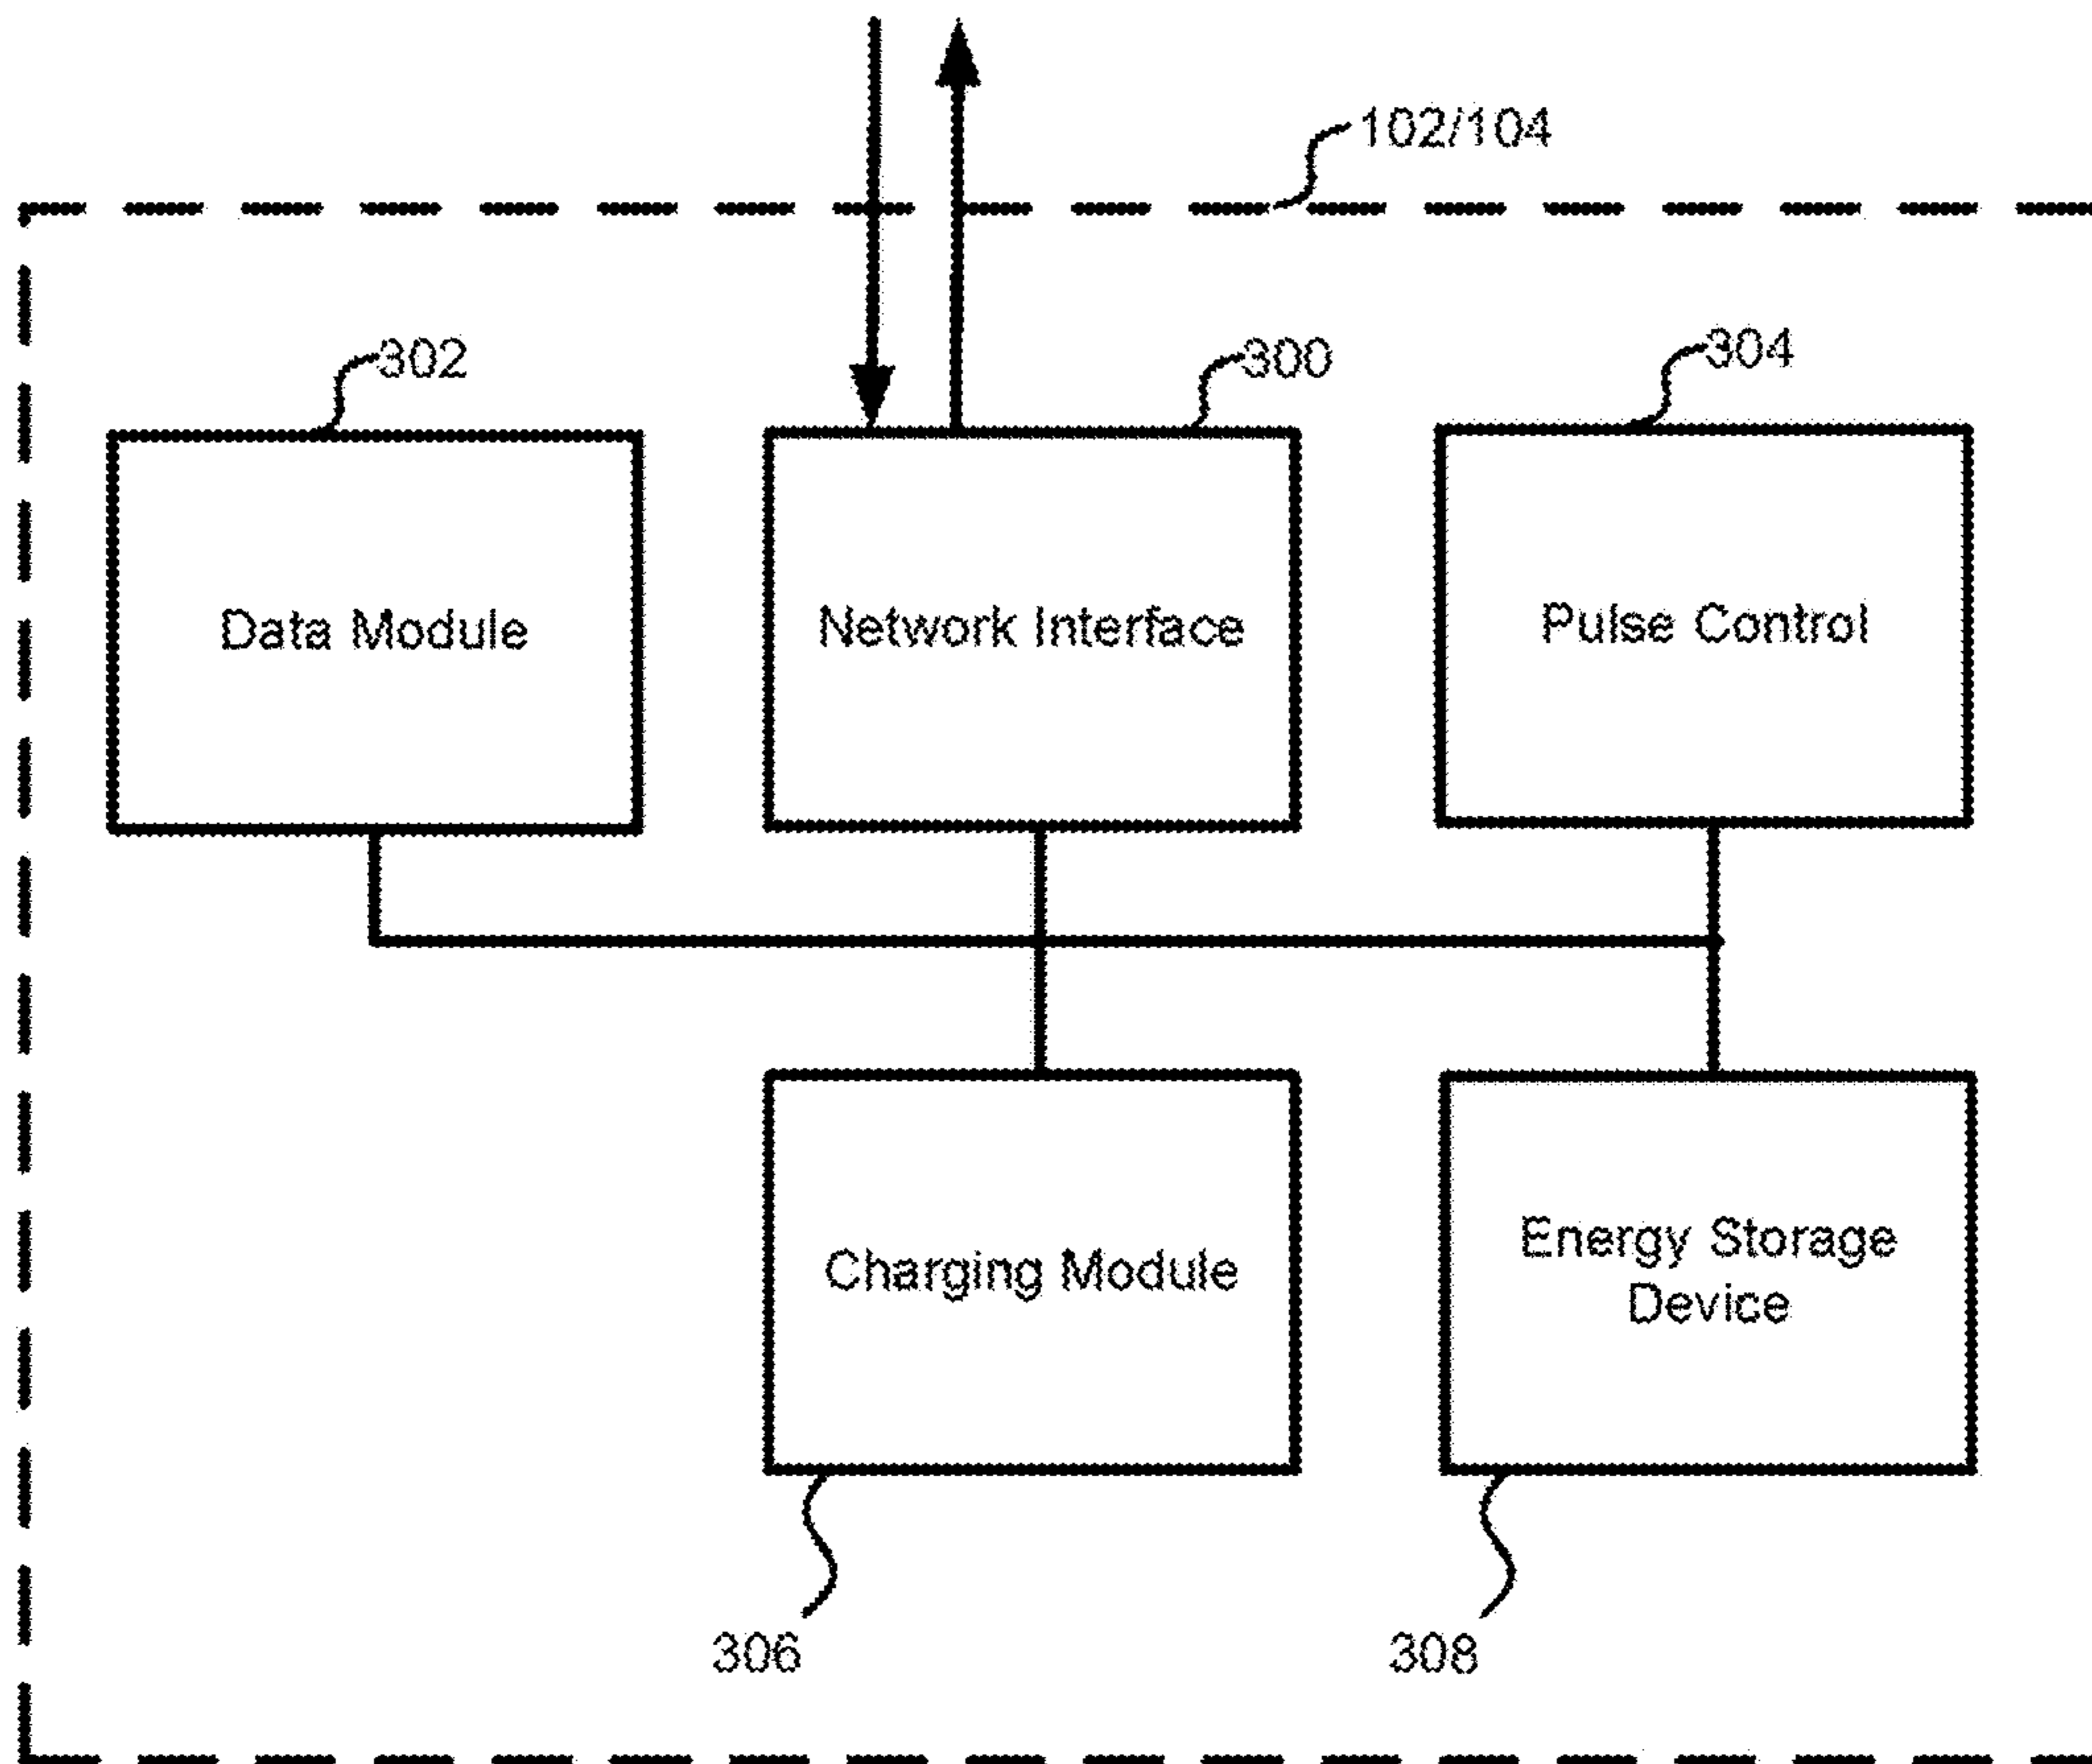 102/104
302
300
304
Data Module
Network Interface
Pulse Control
Charging Module
Energy Storage
Device
306
308